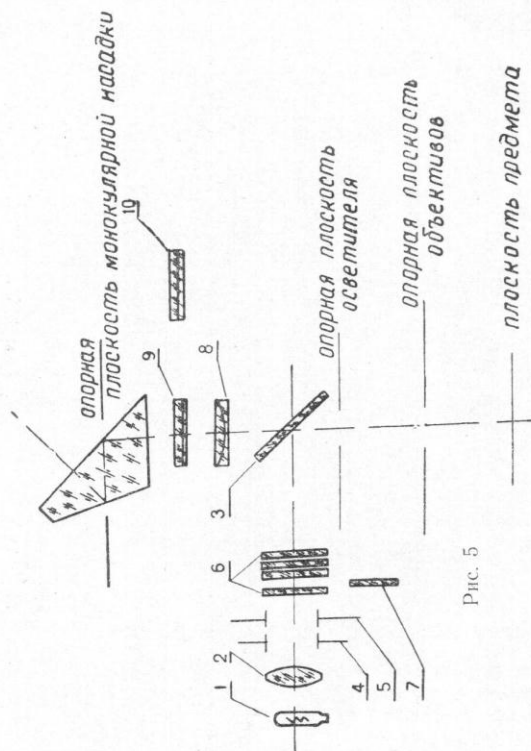 опорная
плоскость монокулярной насадки
10
9
8
3
опорная плоскость
осветителя
опорная плоскость
объективов
плоскость предмета
6
2
1
4
5
7
Рис. 5